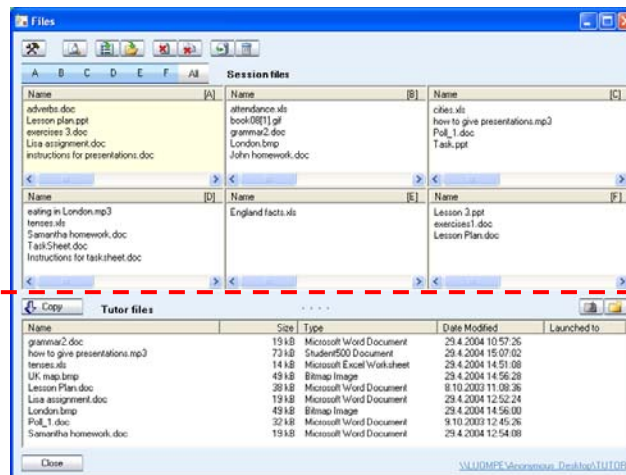 Files
A B C D E F All Session files
Name [A]
adverbs.doc
Lesson plan.ppt
exercises 3.doc
Lisa assignment.doc
instructions for presentations.doc
Name [B]
attendance.xls
book08[1].gif
grammar2.doc
London.bmp
John homework.doc
Name [C]
cities.xls
how to give presentations.mp3
Poll_1.doc
Task.ppt
Name [D]
eating in London.mp3
tenses.xls
Samantha homework.doc
TaskSheet.doc
Instructions for tasksheet.doc
Name [E]
England facts.xls
Name [F]
Lesson 3.ppt
exercises1.doc
Lesson Plan.doc
Copy Tutor files
Name Size Type Date Modified Launched to
grammar2.doc 19 kB Microsoft Word Document 29.4.2004 10:57:26
how to give presentations.mp3 73 kB Student500 Document 29.4.2004 15:07:02
tenses.xls 14 kB Microsoft Excel Worksheet 29.4.2004 14:51:08
UK map.bmp 49 kB Bitmap Image 29.4.2004 14:56:28
Lesson Plan.doc 38 kB Microsoft Word Document 8.10.2003 11:08:36
Lisa assignment.doc 19 kB Microsoft Word Document 29.4.2004 12:52:24
London.bmp 49 kB Bitmap Image 29.4.2004 14:56:00
Poll_1.doc 32 kB Microsoft Word Document 9.10.2003 12:45:26
Samantha homework.doc 19 kB Microsoft Word Document 29.4.2004 12:54:08
Close \\LUOMPE\Anonymous_Desktop\TUTOR